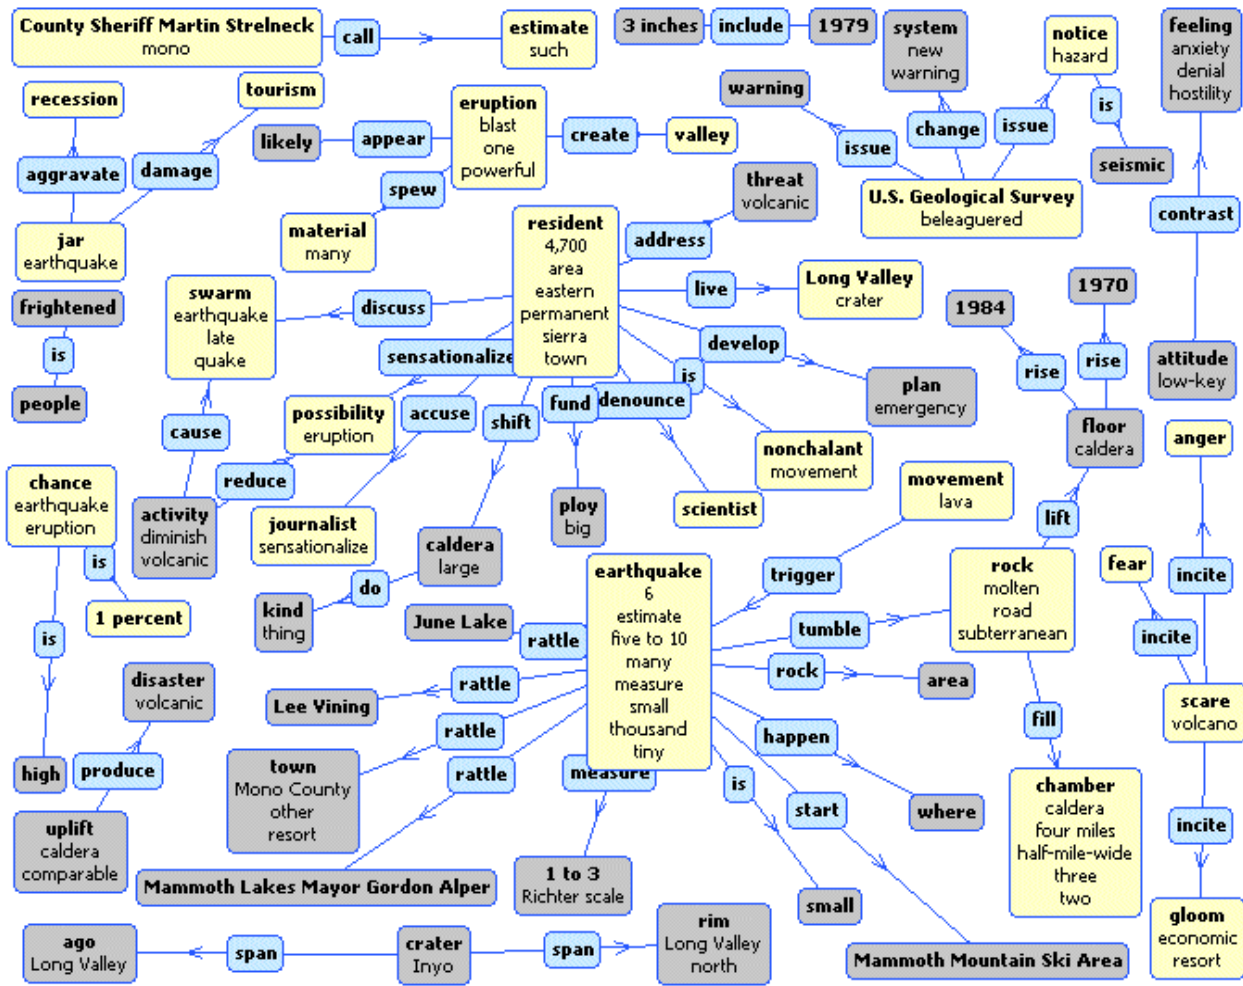 County Sheriff Martin Strelneck
mono
call
estimate
such
3 inches
include
1979
system
new
warning
notice
hazard
feeling
anxiety
denial
hostility
recession
tourism
eruption
blast
one
powerful
likely
appear
create
valley
warning
issue
change
issue
is
seismic
aggravate
damage
spew
threat
volcanic
U.S. Geological Survey
beleaguered
contrast
jar
earthquake
material
many
resident
4,700
area
eastern
permanent
sierra
town
address
Long Valley
crater
live
1970
1984
frightened
is
people
swarm
earthquake
late
quake
discuss
sensationalize
develop
is
rise
rise
attitude
low-key
plan
emergency
possibility
eruption
accuse
shift
fund
denounce
floor
caldera
anger
cause
reduce
nonchalant
movement
chance
earthquake
eruption
activity
diminish
volcanic
journalist
sensationalize
caldera
large
ploy
big
scientist
movement
lava
lift
is
1 percent
kind
thing
do
earthquake
6
estimate
five to 10
many
measure
small
thousand
tiny
trigger
rock
molten
road
subterranean
fear
incite
incite
June Lake
rattle
tumble
is
rock
area
disaster
volcanic
Lee Vining
rattle
scare
volcano
fill
happen
rattle
high
produce
town
Mono County
other
resort
rattle
measure
is
start
where
chamber
caldera
four miles
half-mile-wide
three
two
incite
uplift
caldera
comparable
Mammoth Lakes Mayor Gordon Alper
1 to 3
Richter scale
small
gloom
economic
resort
ago
Long Valley
span
crater
Inyo
span
rim
Long Valley
north
Mammoth Mountain Ski Area